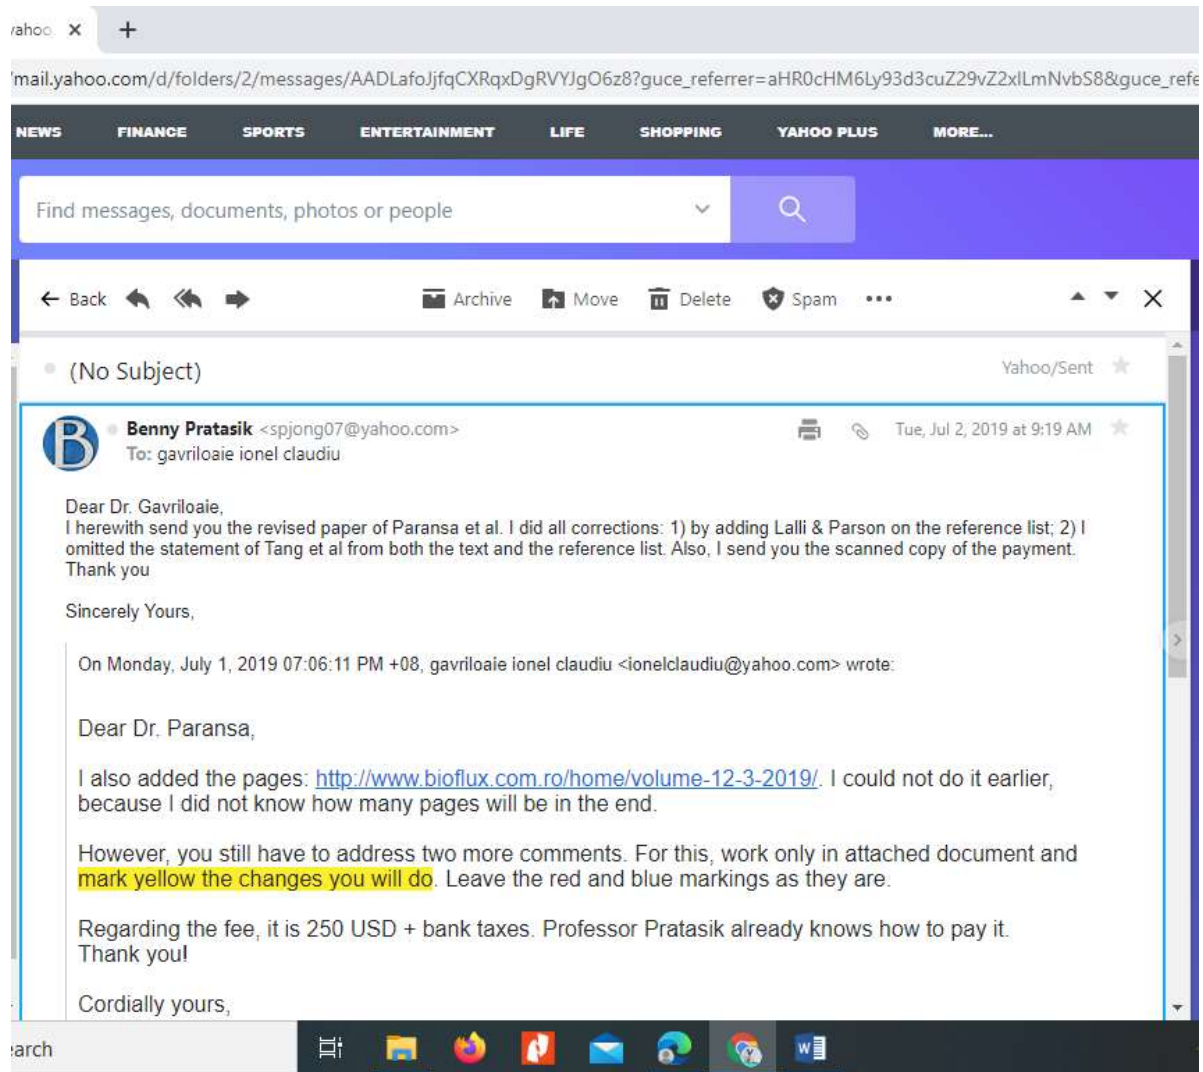 yahoo
mail.yahoo.com/d/folders/2/messages/AADLafoJjfqCXRqxDgRVYJgO6z8?guce_referrer=aHR0cHM6Ly93d3cuZ29vZ2xlLmNvbS8&guce_refe
NEWS FINANCE SPORTS ENTERTAINMENT LIFE SHOPPING YAHOO PLUS MORE...
Find messages, documents, photos or people
Back Archive Move Delete Spam
(No Subject) Yahoo/Sent
B Benny Pratasik <spjong07@yahoo.com> Tue, Jul 2, 2019 at 9:19 AM
To: gavriloaie ionel claudiu
Dear Dr. Gavriloaie,
I herewith send you the revised paper of Paransa et al. I did all corrections: 1) by adding Lalli & Parson on the reference list; 2) I
omitted the statement of Tang et al from both the text and the reference list. Also, I send you the scanned copy of the payment.
Thank you
Sincerely Yours,
On Monday, July 1, 2019 07:06:11 PM +08, gavriloaie ionel claudiu <ionelclaudiu@yahoo.com> wrote:
Dear Dr. Paransa,
I also added the pages: http://www.bioflux.com.ro/home/volume-12-3-2019/. I could not do it earlier,
because I did not know how many pages will be in the end.
However, you still have to address two more comments. For this, work only in attached document and
mark yellow the changes you will do. Leave the red and blue markings as they are.
Regarding the fee, it is 250 USD + bank taxes. Professor Pratasik already knows how to pay it.
Thank you!
Cordially yours,
earch